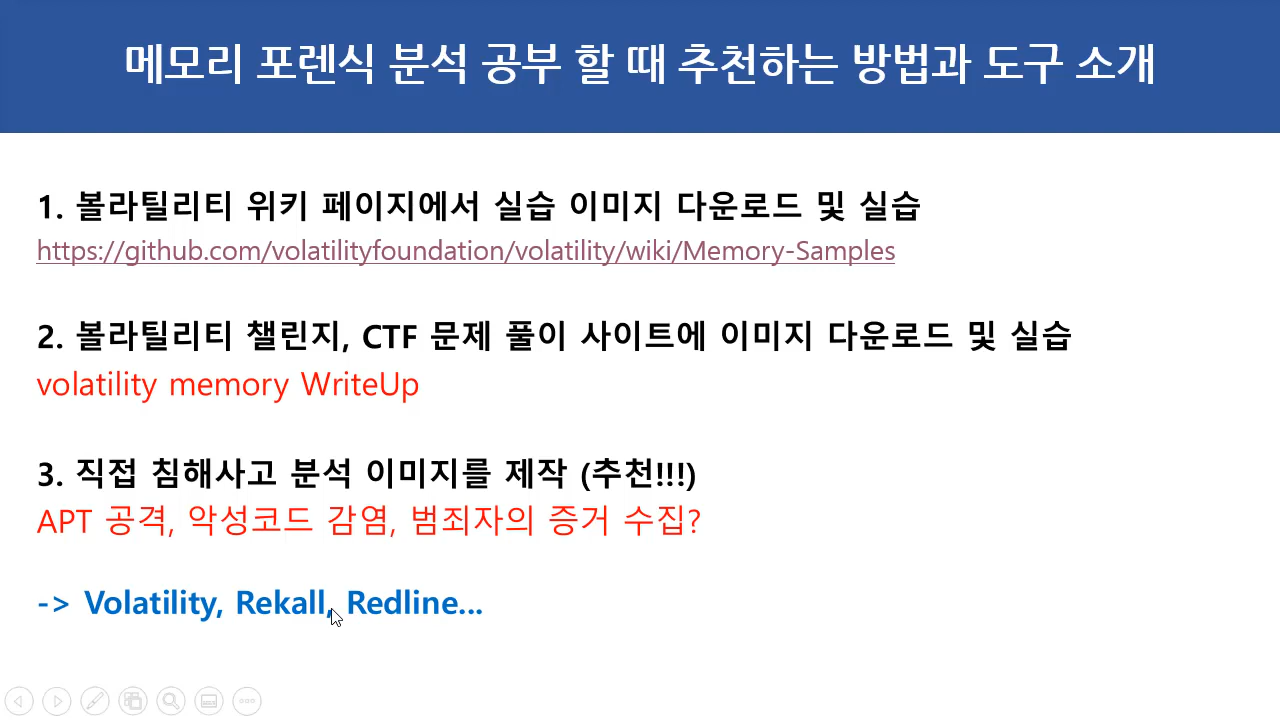 메모리 포렌식 분석 공부 할 때 추천하는 방법과 도구 소개
1. 볼라틸리티 위키 페이지에서 실습 이미지 다운로드 및 실습
https://github.com/volatilityfoundation/volatility/wiki/Memory-Samples
2. 볼라틸리티 챌린지, CTF 문제 풀이 사이트에 이미지 다운로드 및 실습
volatility memory WriteUp
3. 직접 침해사고 분석 이미지를 제작 (추천!!!)
APT 공격, 악성코드 감염, 범죄자의 증거 수집?
-> Volatility, Rekall, Redline...